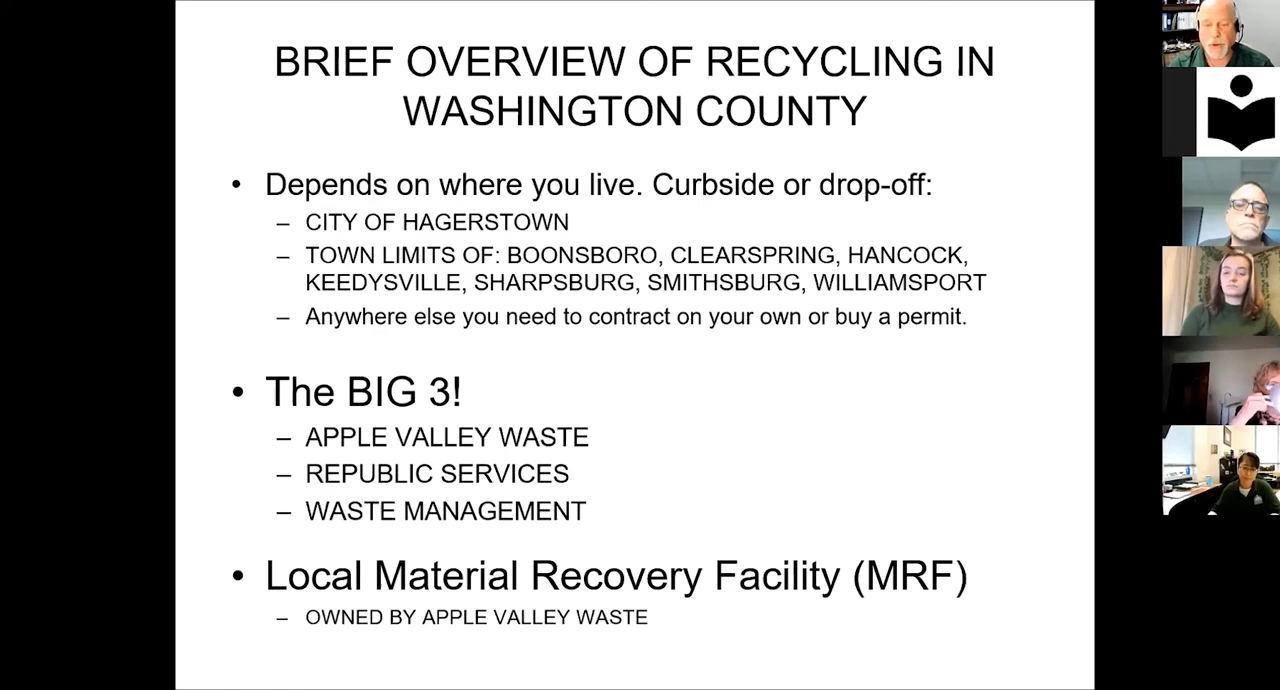 BRIEF OVERVIEW OF RECYCLING IN
WASHINGTON COUNTY
• Depends on where you live. Curbside or drop-off:
– CITY OF HAGERSTOWN
– TOWN LIMITS OF: BOONSBORO, CLEARSPRING, HANCOCK,
KEEDYSVILLE, SHARPSBURG, SMITHSBURG, WILLIAMSPORT
– Anywhere else you need to contract on your own or buy a permit.
• The BIG 3!
– APPLE VALLEY WASTE
– REPUBLIC SERVICES
– WASTE MANAGEMENT
• Local Material Recovery Facility (MRF)
– OWNED BY APPLE VALLEY WASTE